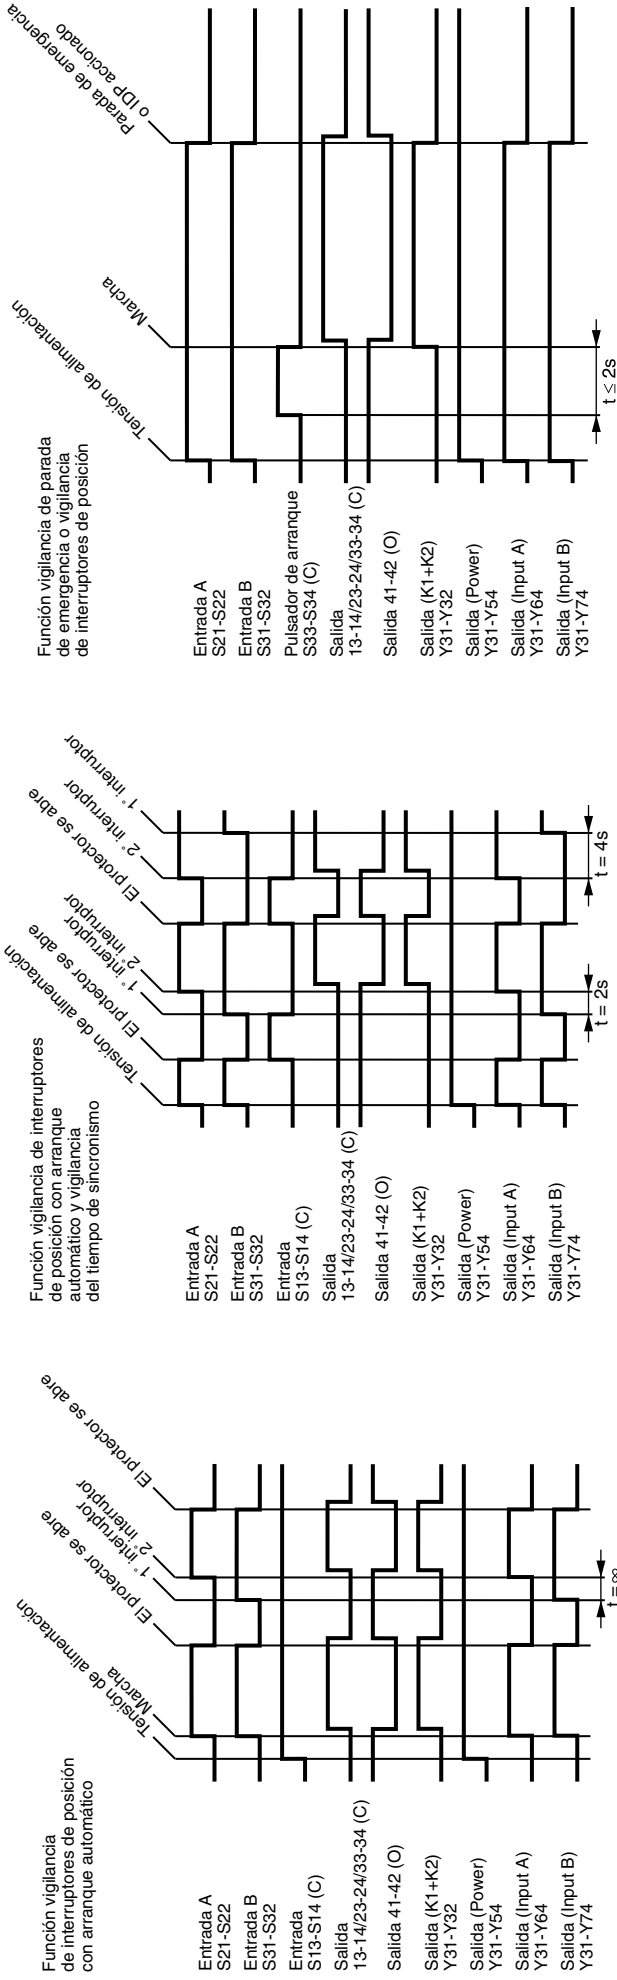 Función vigilancia
de interruptores de posición
con arranque automático
Tensión de alimentación
Marcha
El protector se abre
1° interruptor
2° interruptor
El protector se abre
Entrada A
S21-S22
Entrada B
S31-S32
Entrada
S13-S14 (C)
Salida
13-14/23-24/33-34 (C)
Salida 41-42 (O)
Salida (K1+K2)
Y31-Y32
Salida (Power)
Y31-Y54
Salida (Input A)
Y31-Y64
Salida (Input B)
Y31-Y74
t = ∞
Función vigilancia de interruptores
de posición con arranque
automático y vigilancia
del tiempo de sincronismo
Tensión de alimentación
El protector se abre
1° interruptor
2° interruptor
El protector se abre
2° interruptor
1° interruptor
Entrada A
S21-S22
Entrada B
S31-S32
Entrada
S13-S14 (C)
Salida
13-14/23-24/33-34 (C)
Salida 41-42 (O)
Salida (K1+K2)
Y31-Y32
Salida (Power)
Y31-Y54
Salida (Input A)
Y31-Y64
Salida (Input B)
Y31-Y74
t = 2s
t = 4s
Función vigilancia de parada
de emergencia o vigilancia
de interruptores de posición
Tensión de alimentación
Marcha
Parada de emergencia
o IDP accionado
Entrada A
S21-S22
Entrada B
S31-S32
Pulsador de arranque
S33-S34 (C)
Salida
13-14/23-24/33-34 (C)
Salida 41-42 (O)
Salida (K1+K2)
Y31-Y32
Salida (Power)
Y31-Y54
Salida (Input A)
Y31-Y64
Salida (Input B)
Y31-Y74
t ≤ 2s